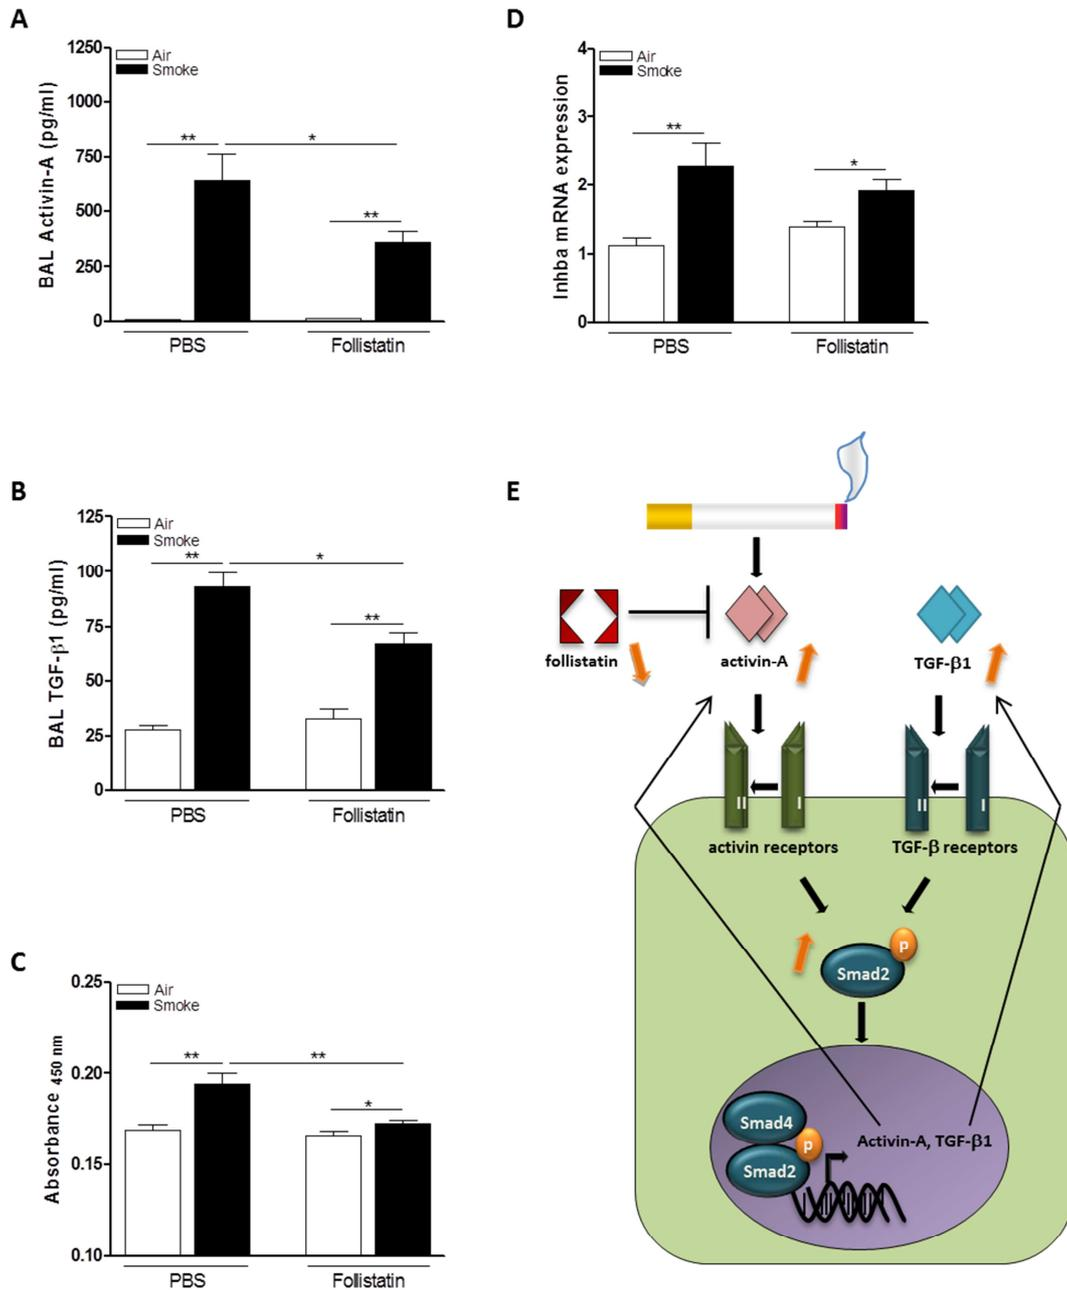 A
BAL Activin-A (pg/ml)
1250
1000
750
500
250
0
Air
Smoke
**
*
**
PBS
Follistatin
D
Inhba mRNA expression
4
3
2
1
0
Air
Smoke
**
*
PBS
Follistatin
B
BAL TGF-β1 (pg/ml)
125
100
75
50
25
0
Air
Smoke
**
*
**
PBS
Follistatin
C
Absorbance 450 nm
0.25
0.20
0.15
0.10
Air
Smoke
**
**
*
PBS
Follistatin
E
follistatin
activin-A
TGF-β1
II
I
II
I
activin receptors
TGF-β receptors
p
Smad2
Smad4
p
Smad2
Activin-A, TGF-β1